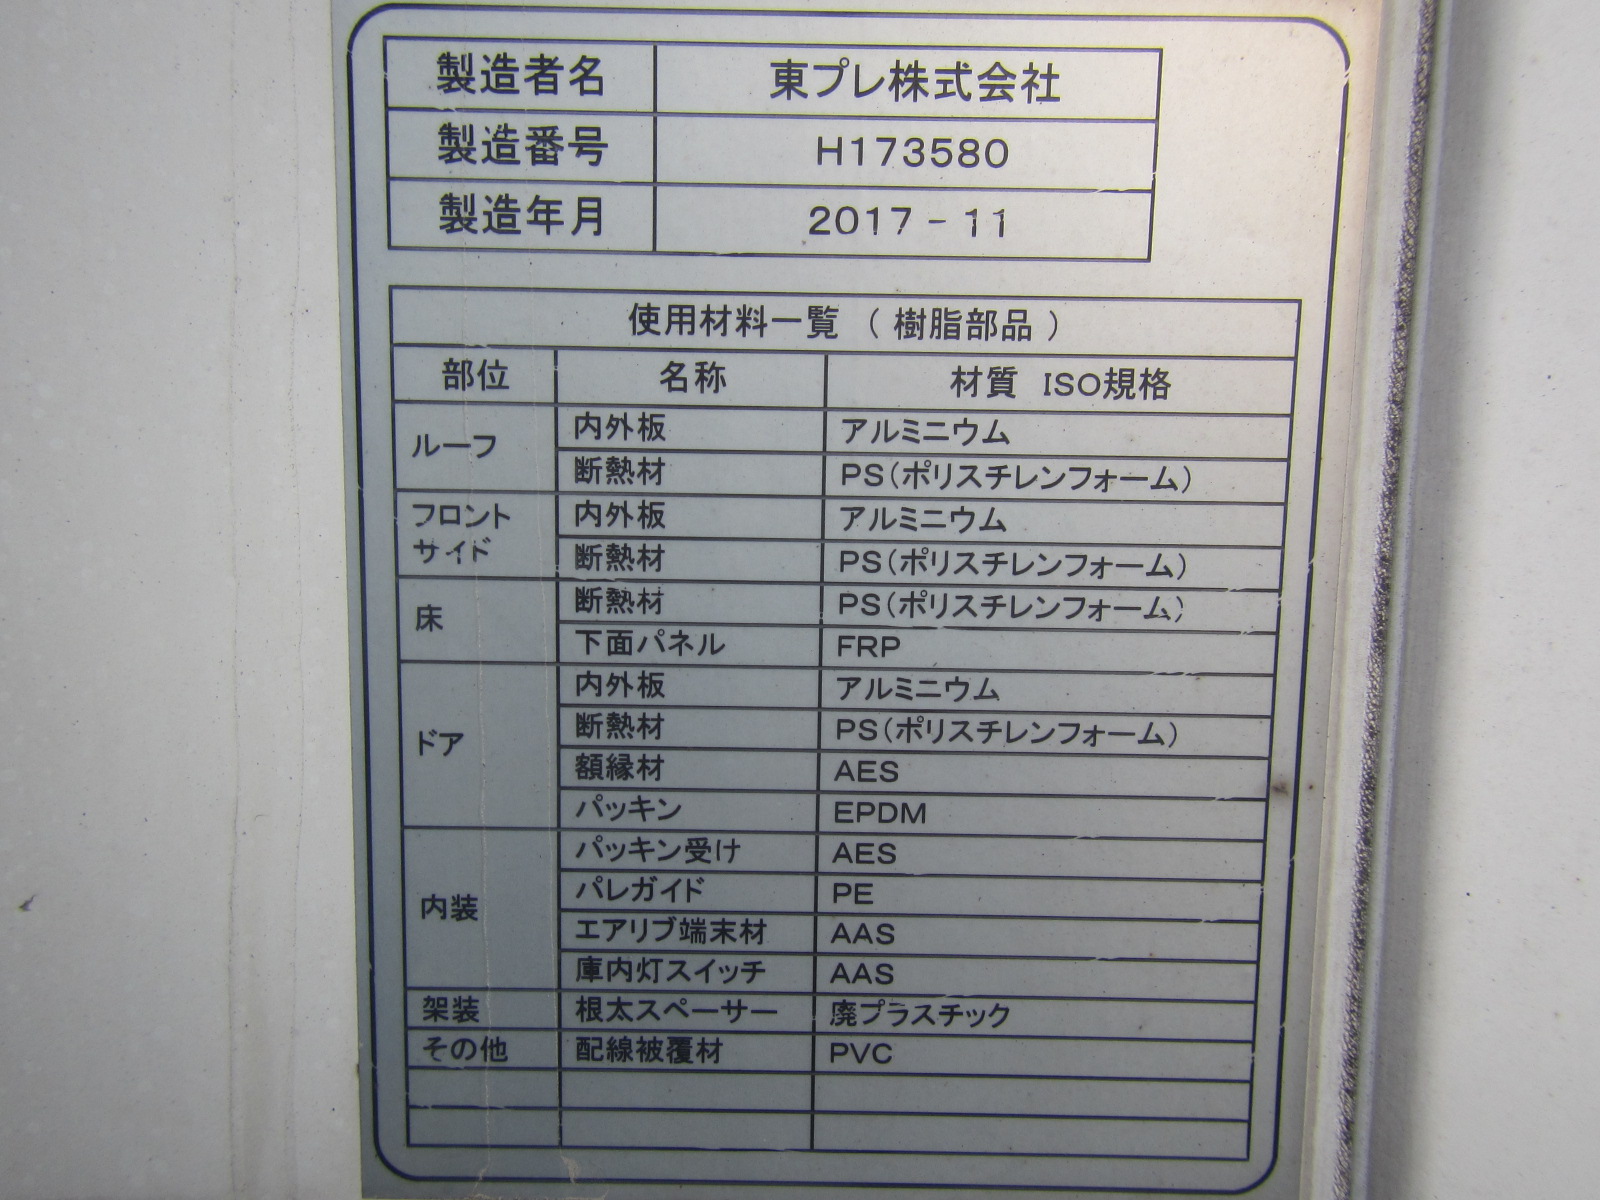 製造者名 東プレ株式会社
製造番号 H173580
製造年月 2017-11
使用材料一覧 (樹脂部品)
部位 名称 材質 ISO規格
ルーフ 内外板 アルミニウム
断熱材 PS(ポリスチレンフォーム)
フロント
サイド 内外板 アルミニウム
断熱材 PS(ポリスチレンフォーム)
床 断熱材 PS(ポリスチレンフォーム)
下面パネル FRP
ドア 内外板 アルミニウム
断熱材 PS(ポリスチレンフォーム)
額縁材 AES
パッキン EPDM
内装 パッキン受け AES
パレガイド PE
エアリブ端末材 AAS
庫内灯スイッチ AAS
架装 根太スペーサー 廃プラスチック
その他 配線被覆材 PVC